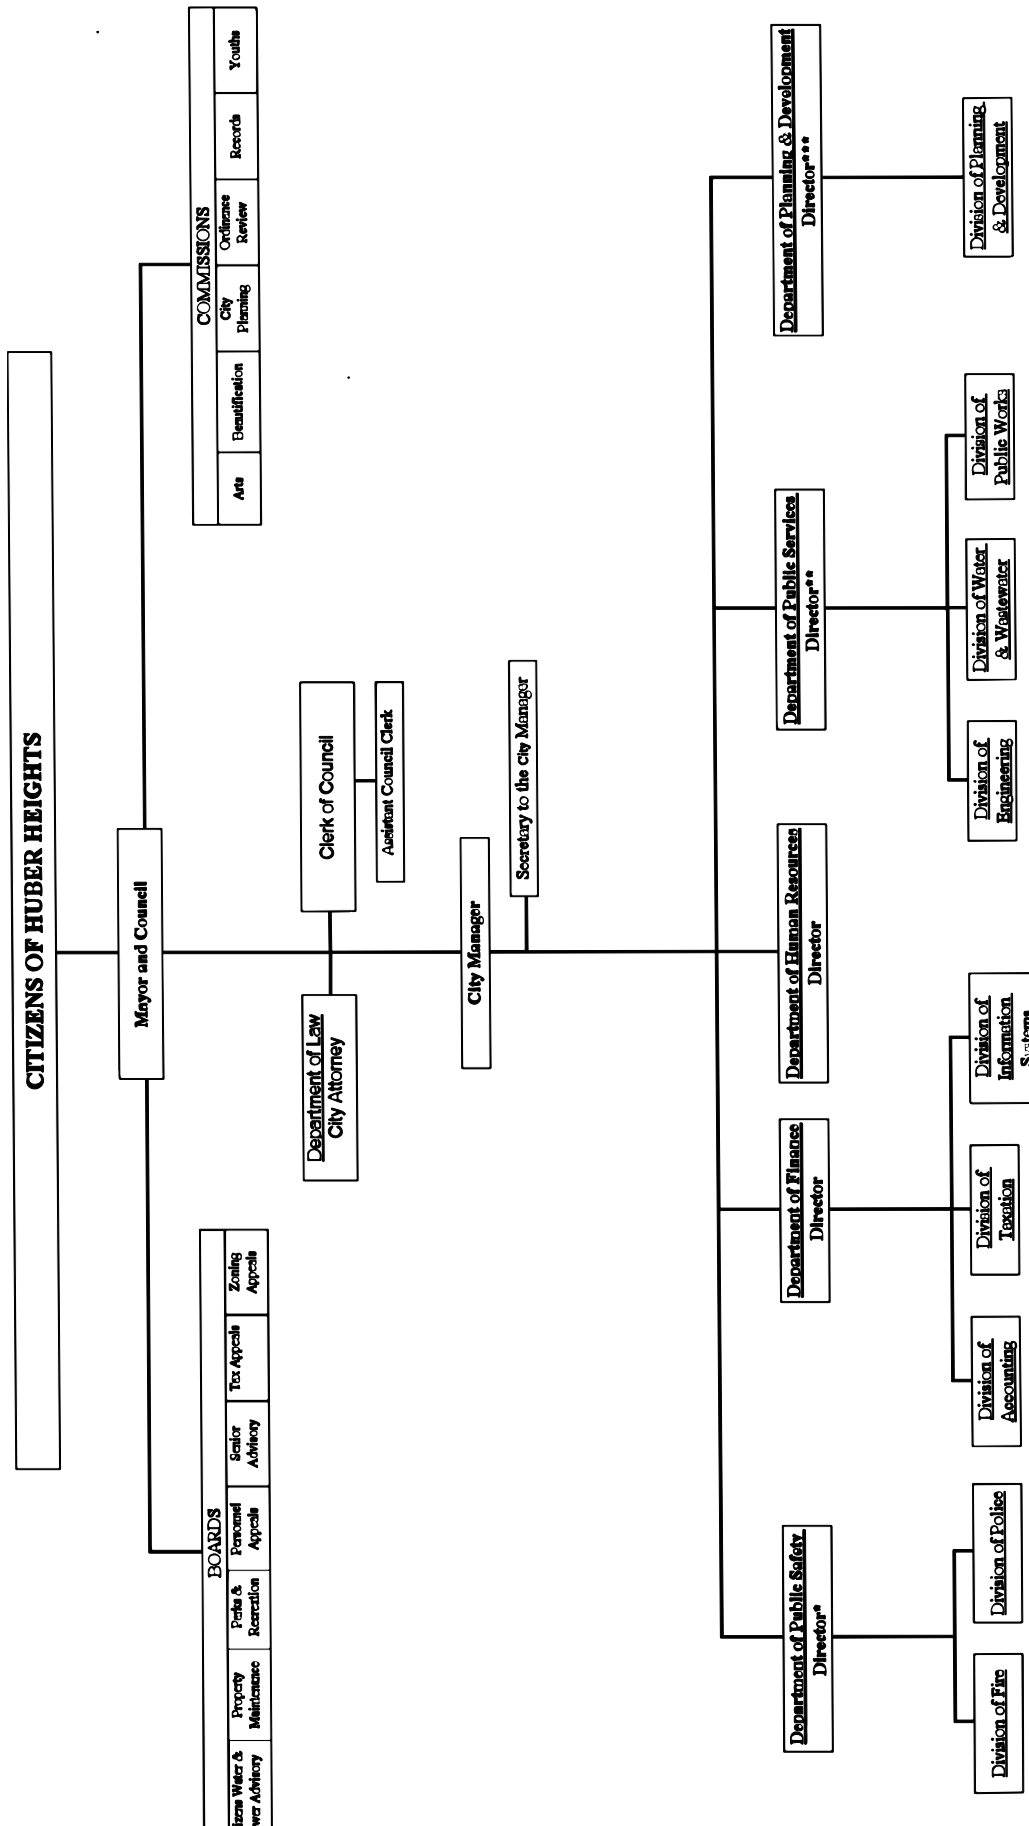 CITIZENS OF HUBER HEIGHTS
Mayor and Council
BOARDS
Water &
Advisory
Property
Maintenance
Parks &
Recreation
Personnel
Appeals
Senior
Advisory
Tax Appeals
Zoning
Appeals
COMMISSIONS
Arts
Beautification
City
Planning
Ordinance
Review
Records
Youths
Department of Law
City Attorney
Clerk of Council
Assistant Council Clerk
City Manager
Secretary to the City Manager
Department of Public Safety
Director*
Department of Finance
Director
Department of Human Resources
Director
Department of Public Services
Director**
Department of Planning & Development
Director***
Division of Fire
Division of Police
Division of
Accounting
Division of
Taxation
Division of
Information
Systems
Division of
Engineering
Division of Water
& Wastewater
Division of
Public Works
Division of Planning
& Development